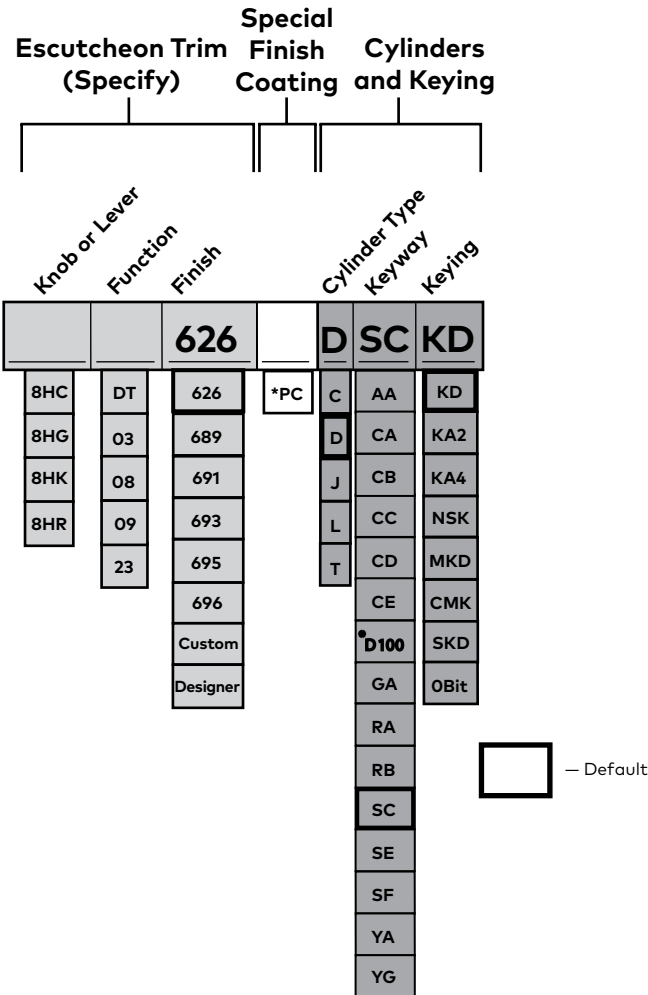 Escutcheon Trim
(Specify)
Special
Finish
Coating
Cylinders
and Keying
Knob or Lever
Function
Finish
Cylinder Type
Keyway
Keying
626
D
SC
KD
8HC
8HG
8HK
8HR
DT
03
08
09
23
626
689
691
693
695
696
Custom
Designer
*PC
C
D
J
L
T
AA
CA
CB
CC
CD
CE
•D100
GA
RA
RB
SC
SE
SF
YA
YG
KD
KA2
KA4
NSK
MKD
CMK
SKD
0Bit
— Default